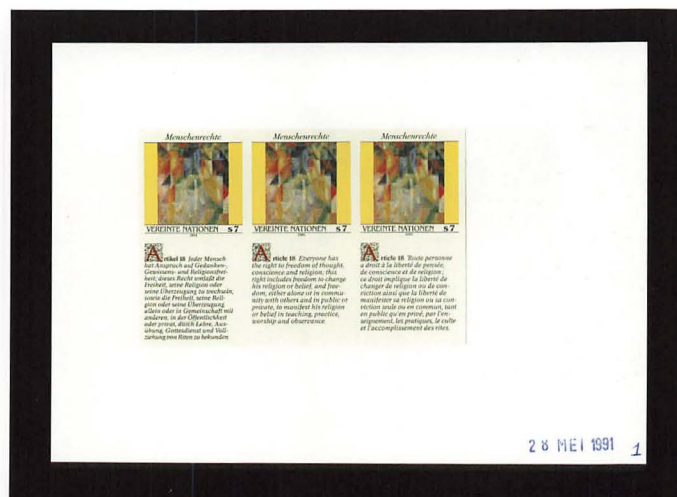 Menschenrechte Menschenrechte Menschenrechte
VEREINTE NATIONEN s7 VEREINTE NATIONEN s7 VEREINTE NATIONEN s7
1991 1991 1991
Artikel 18 Jeder Mensch
hat Anspruch auf Gedanken-,
Gewissens- und Religionsfrei-
heit; dieses Recht umfaßt die
Freiheit, seine Religion oder
seine Überzeugung zu wechseln,
sowie die Freiheit, seine Reli-
gion oder seine Überzeugung
allein oder in Gemeinschaft mit
anderen, in der Öffentlichkeit
oder privat, durch Lehre, Aus-
übung, Gottesdienst und Voll-
ziehung von Riten zu bekunden.
Article 18 Everyone has
the right to freedom of thought,
conscience and religion; this
right includes freedom to change
his religion or belief, and free-
dom, either alone or in commu-
nity with others and in public or
private, to manifest his religion
or belief in teaching, practice,
worship and observance.
Article 18 Toute personne
a droit à la liberté de pensée,
de conscience et de religion ;
ce droit implique la liberté de
changer de religion ou de con-
viction ainsi que la liberté de
manifester sa religion ou sa con-
viction seule ou en commun, tant
en public qu'en privé, par l'en-
seignement, les pratiques, le culte
et l'accomplissement des rites.
28 MEI 1991 1